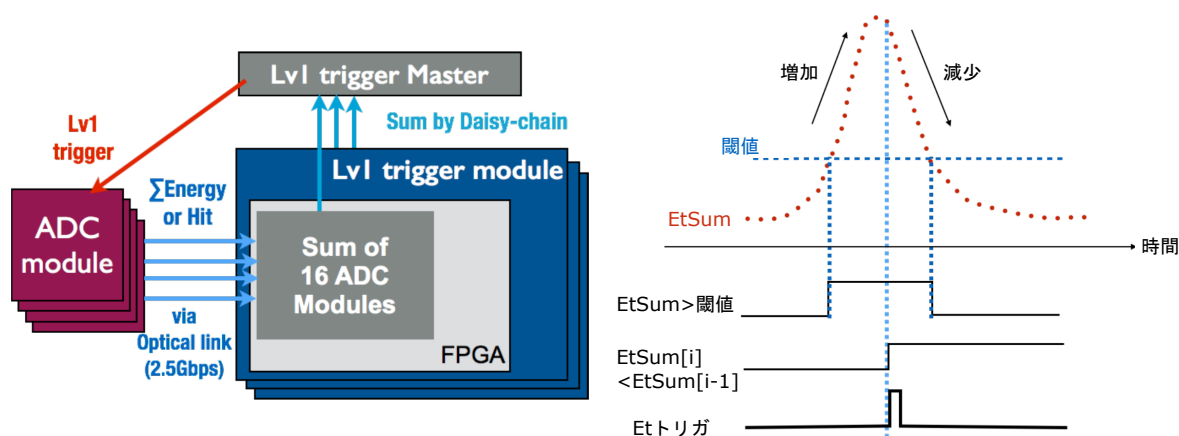 Lv1 trigger Master
Lv1
trigger
Sum by Daisy-chain
Lv1 trigger module
∑Energy
or Hit
ADC
module
Sum of
16 ADC
Modules
via
Optical link
(2.5Gbps)
FPGA
増加
減少
閾値
EtSum
時間
EtSum>閾値
EtSum[i]
<EtSum[i-1]
Etトリガ